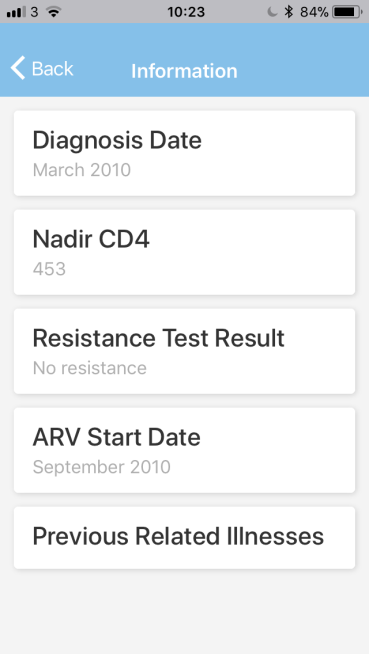 3 10:23 84%
Back Information
Diagnosis Date
March 2010
Nadir CD4
453
Resistance Test Result
No resistance
ARV Start Date
September 2010
Previous Related Illnesses